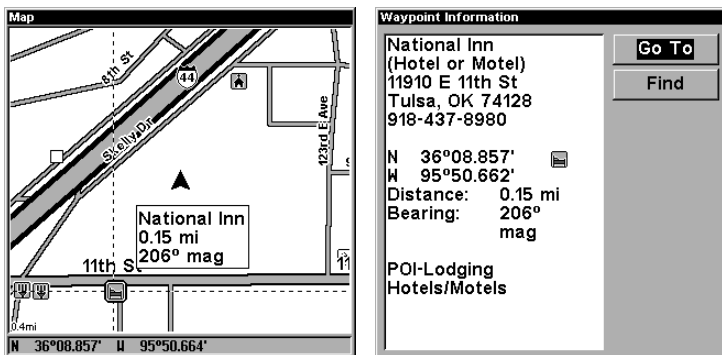 Map
8th St
44
Skelly Dr
123rd E Ave
National Inn
0.15 mi
206º mag
11th St
11
0.4mi
N 36º08.857' W 95º50.664'
Waypoint Information
National Inn
(Hotel or Motel)
11910 E 11th St
Tulsa, OK 74128
918-437-8980
N 36º08.857'
W 95º50.662'
Distance: 0.15 mi
Bearing: 206º
mag
POI-Lodging
Hotels/Motels
Go To
Find